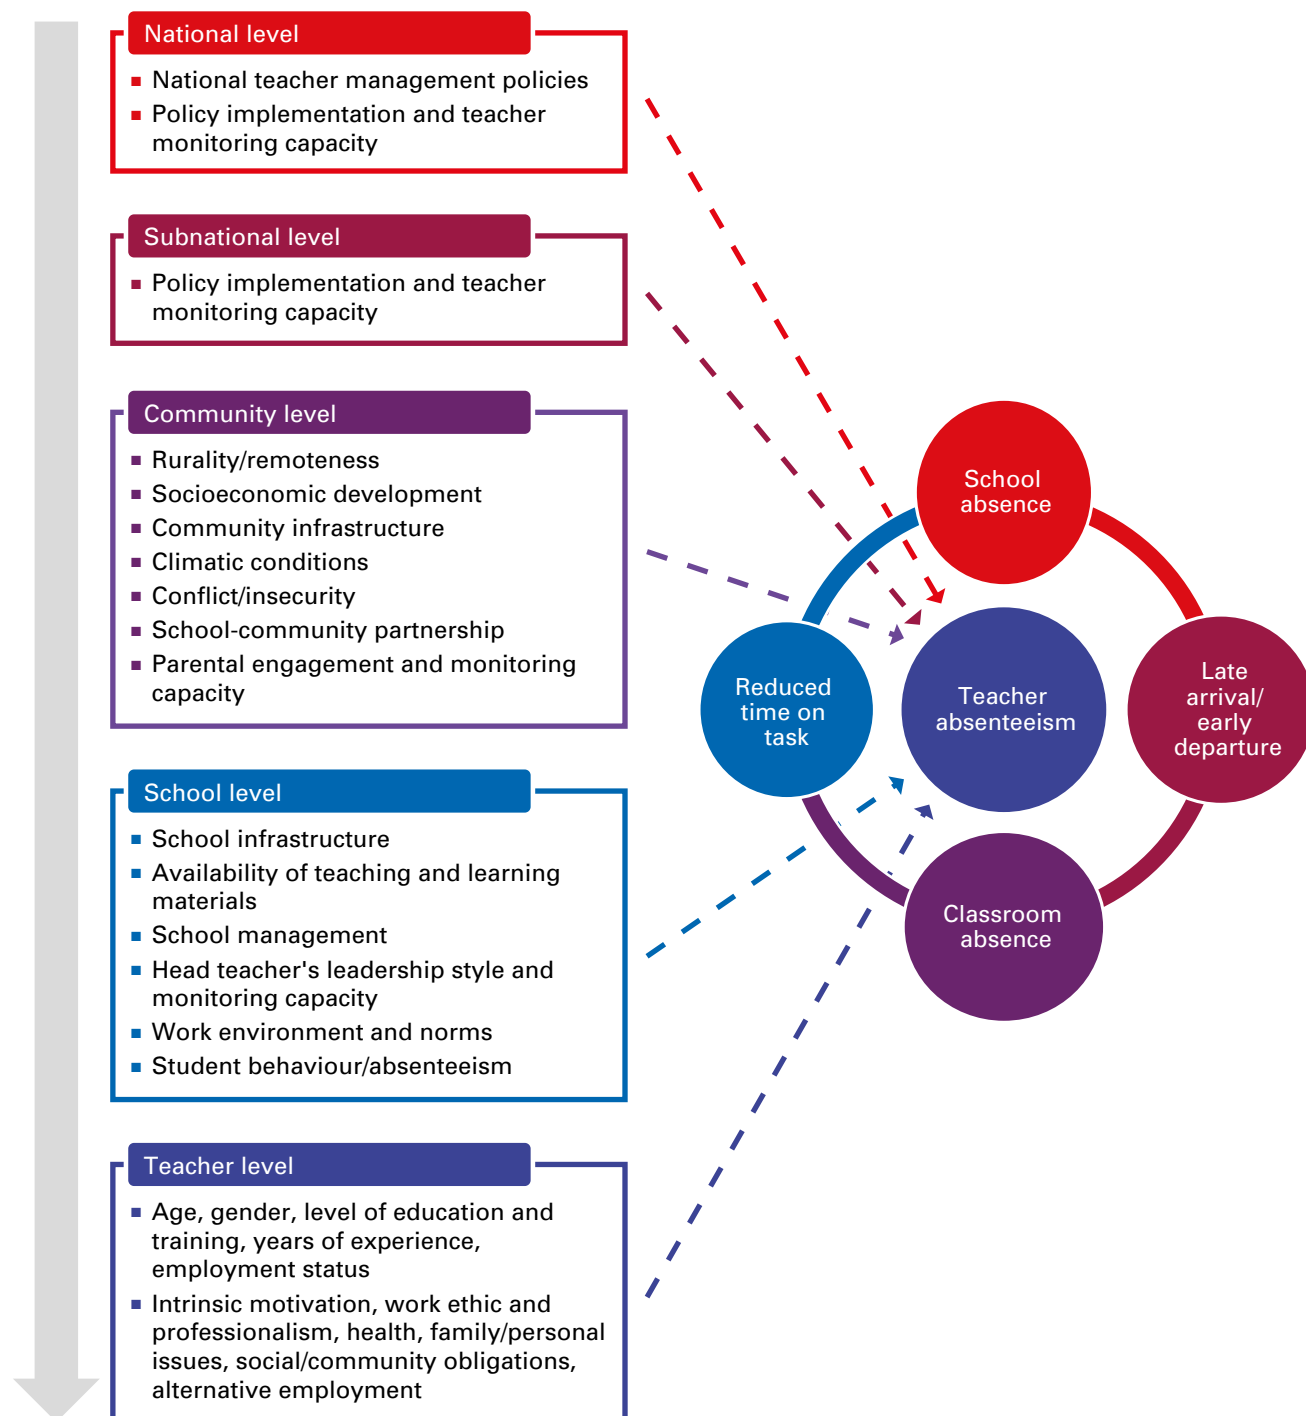 National level
National teacher management policies
Policy implementation and teacher
monitoring capacity
Subnational level
Policy implementation and teacher
monitoring capacity
Community level
Rurality/remoteness
Socioeconomic development
Community infrastructure
Climatic conditions
Conflict/insecurity
School-community partnership
Parental engagement and monitoring
capacity
School level
School infrastructure
Availability of teaching and learning
materials
School management
Head teacher's leadership style and
monitoring capacity
Work environment and norms
Student behaviour/absenteeism
Teacher level
Age, gender, level of education and
training, years of experience,
employment status
Intrinsic motivation, work ethic and
professionalism, health, family/personal
issues, social/community obligations,
alternative employment
School
absence
Reduced
time on
task
Teacher
absenteeism
Late
arrival/
early
departure
Classroom
absence